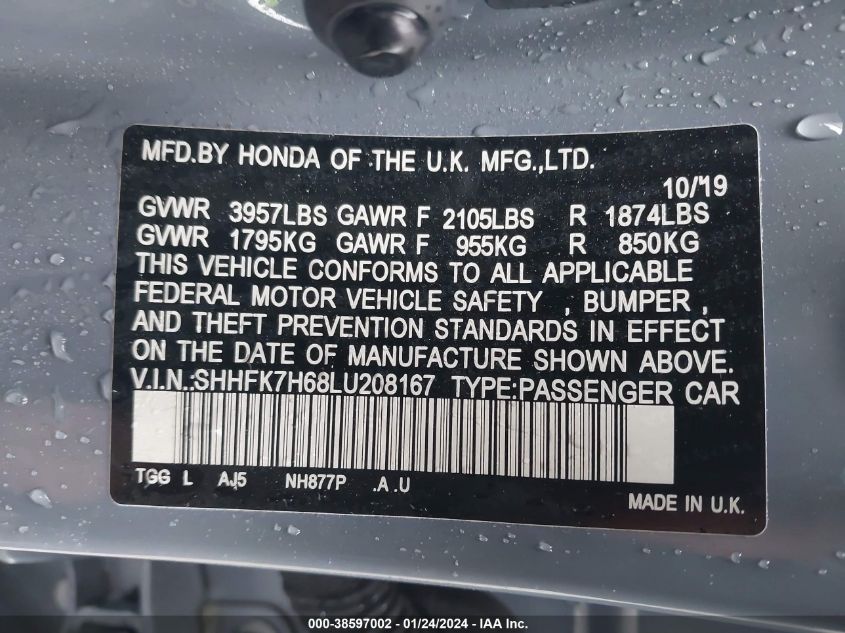 MFD.BY HONDA OF THE U.K. MFG.,LTD.
10/'19
GVWR 3957LBS GAWR F 2105LBS R 1874LBS
GVWR 1795KG GAWR F 955KG R 850KG
THIS VEHICLE CONFORMS TO ALL APPLICABLE
FEDERAL MOTOR VEHICLE SAFETY , BUMPER ,
AND THEFT PREVENTION STANDARDS IN EFFECT
ON THE DATE OF MANUFACTURE SHOWN ABOVE.
V.I.N.:SHHFK7H68LU208167 TYPE:PASSENGER CAR
TGG L AJ5 NH877P .A .U
MADE IN U.K.
000-38597002 - 01/24/2024 - IAA Inc.